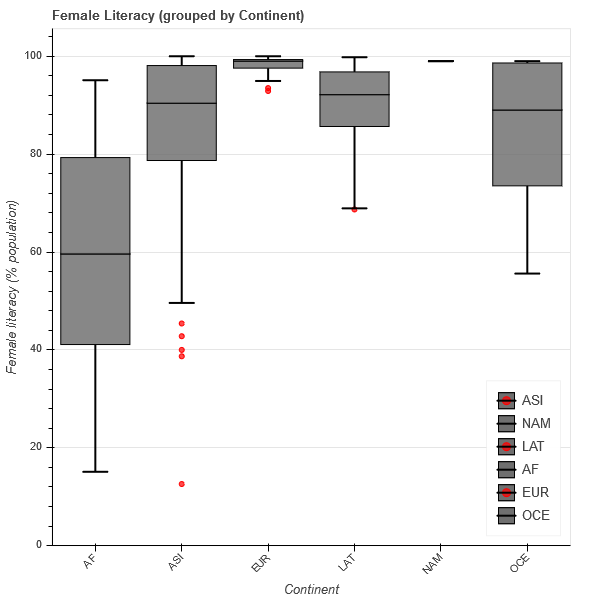 Female Literacy (grouped by Continent)
100
80
60
40
20
0
Female literacy (% population)
AF
ASI
EUR
LAT
NAM
OCE
Continent
ASI
NAM
LAT
AF
EUR
OCE